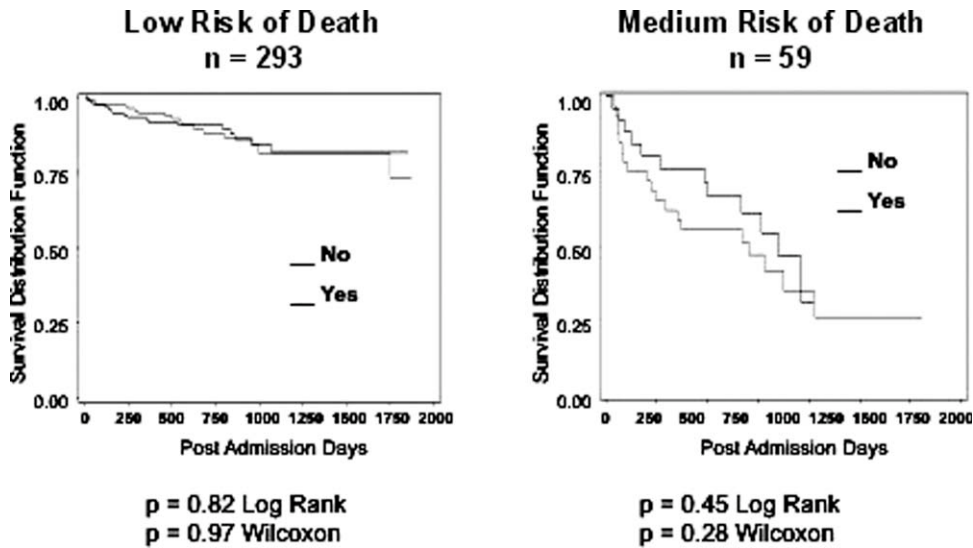 Low Risk of Death
n = 293
Survival Distribution Function
1.00
0.75
0.50
0.25
0.00
No
Yes
0 250 500 750 1000 1250 1500 1750 2000
Post Admission Days
p = 0.82 Log Rank
p = 0.97 Wilcoxon
Medium Risk of Death
n = 59
Survival Distribution Function
1.00
0.75
0.50
0.25
0.00
No
Yes
0 250 500 750 1000 1250 1500 1750 2000
Post Admission Days
p = 0.45 Log Rank
p = 0.28 Wilcoxon